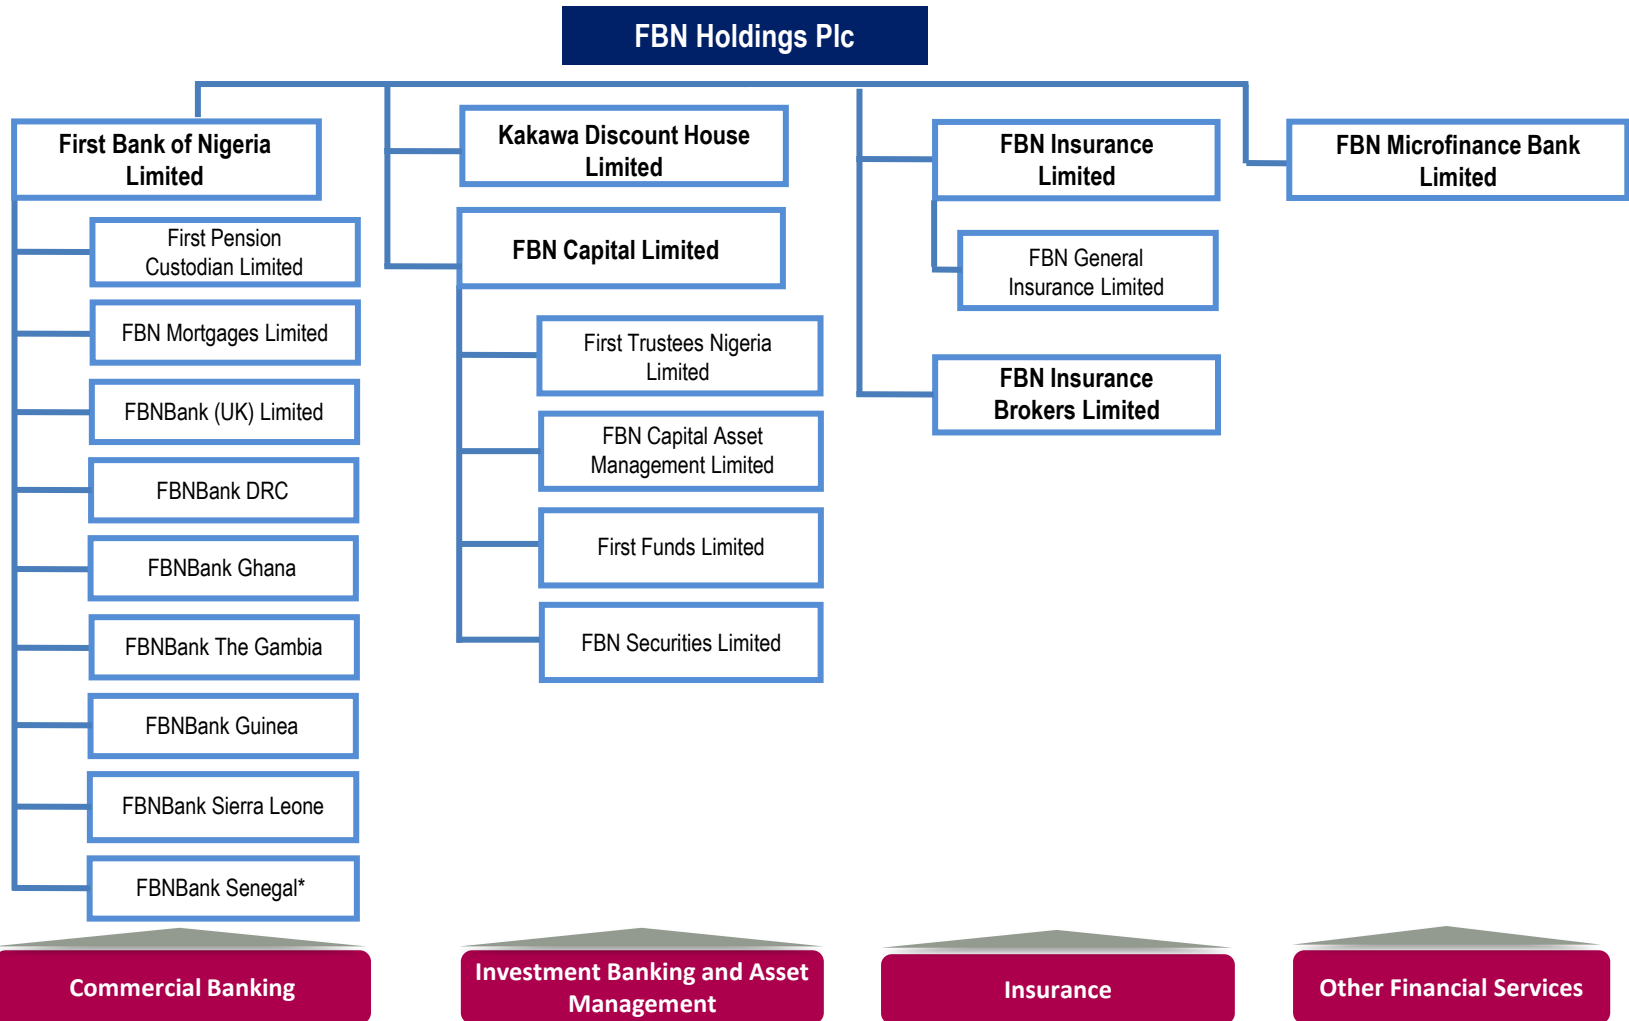 FBN Holdings Plc
First Bank of Nigeria
Limited
First Pension
Custodian Limited
FBN Mortgages Limited
FBNBank (UK) Limited
FBNBank DRC
FBNBank Ghana
FBNBank The Gambia
FBNBank Guinea
FBNBank Sierra Leone
FBNBank Senegal*
Commercial Banking
Kakawa Discount House
Limited
FBN Capital Limited
First Trustees Nigeria
Limited
FBN Capital Asset
Management Limited
First Funds Limited
FBN Securities Limited
Investment Banking and Asset
Management
FBN Insurance
Limited
FBN General
Insurance Limited
FBN Insurance
Brokers Limited
Insurance
FBN Microfinance Bank
Limited
Other Financial Services